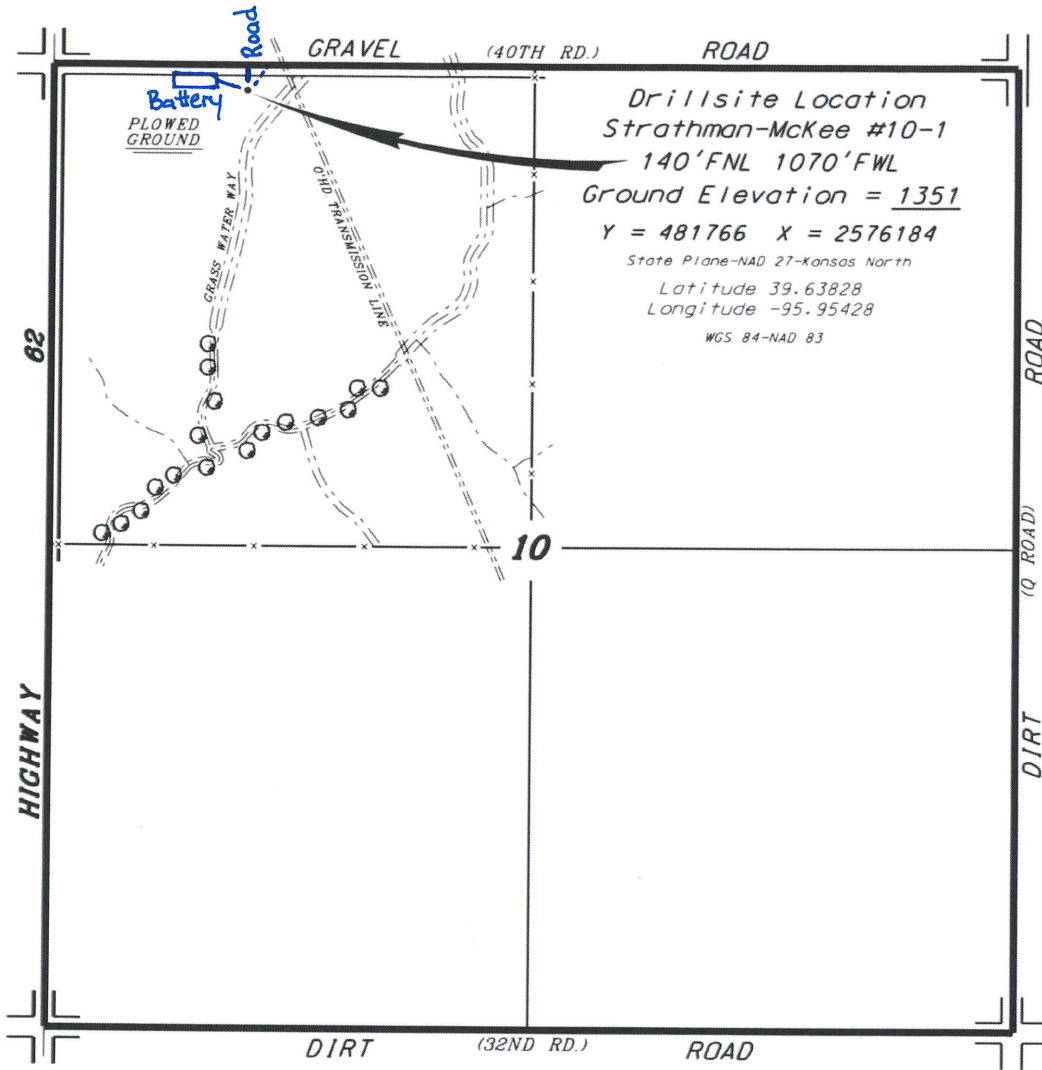 Road
GRAVEL (40TH RD.) ROAD
Battery
PLOWED
GROUND
Drillsite Location
Strathman-McKee #10-1
140'FNL 1070'FWL
Ground Elevation = 1351
Y = 481766 X = 2576184
State Plane-NAD 27-Kansas North
Latitude 39.63828
Longitude -95.95428
WGS 84-NAD 83
GRASS WATER WAY
O'HD TRANSMISSION LINE
HIGHWAY 62
10
DIRT (Q ROAD) ROAD
DIRT (32ND RD.) ROAD